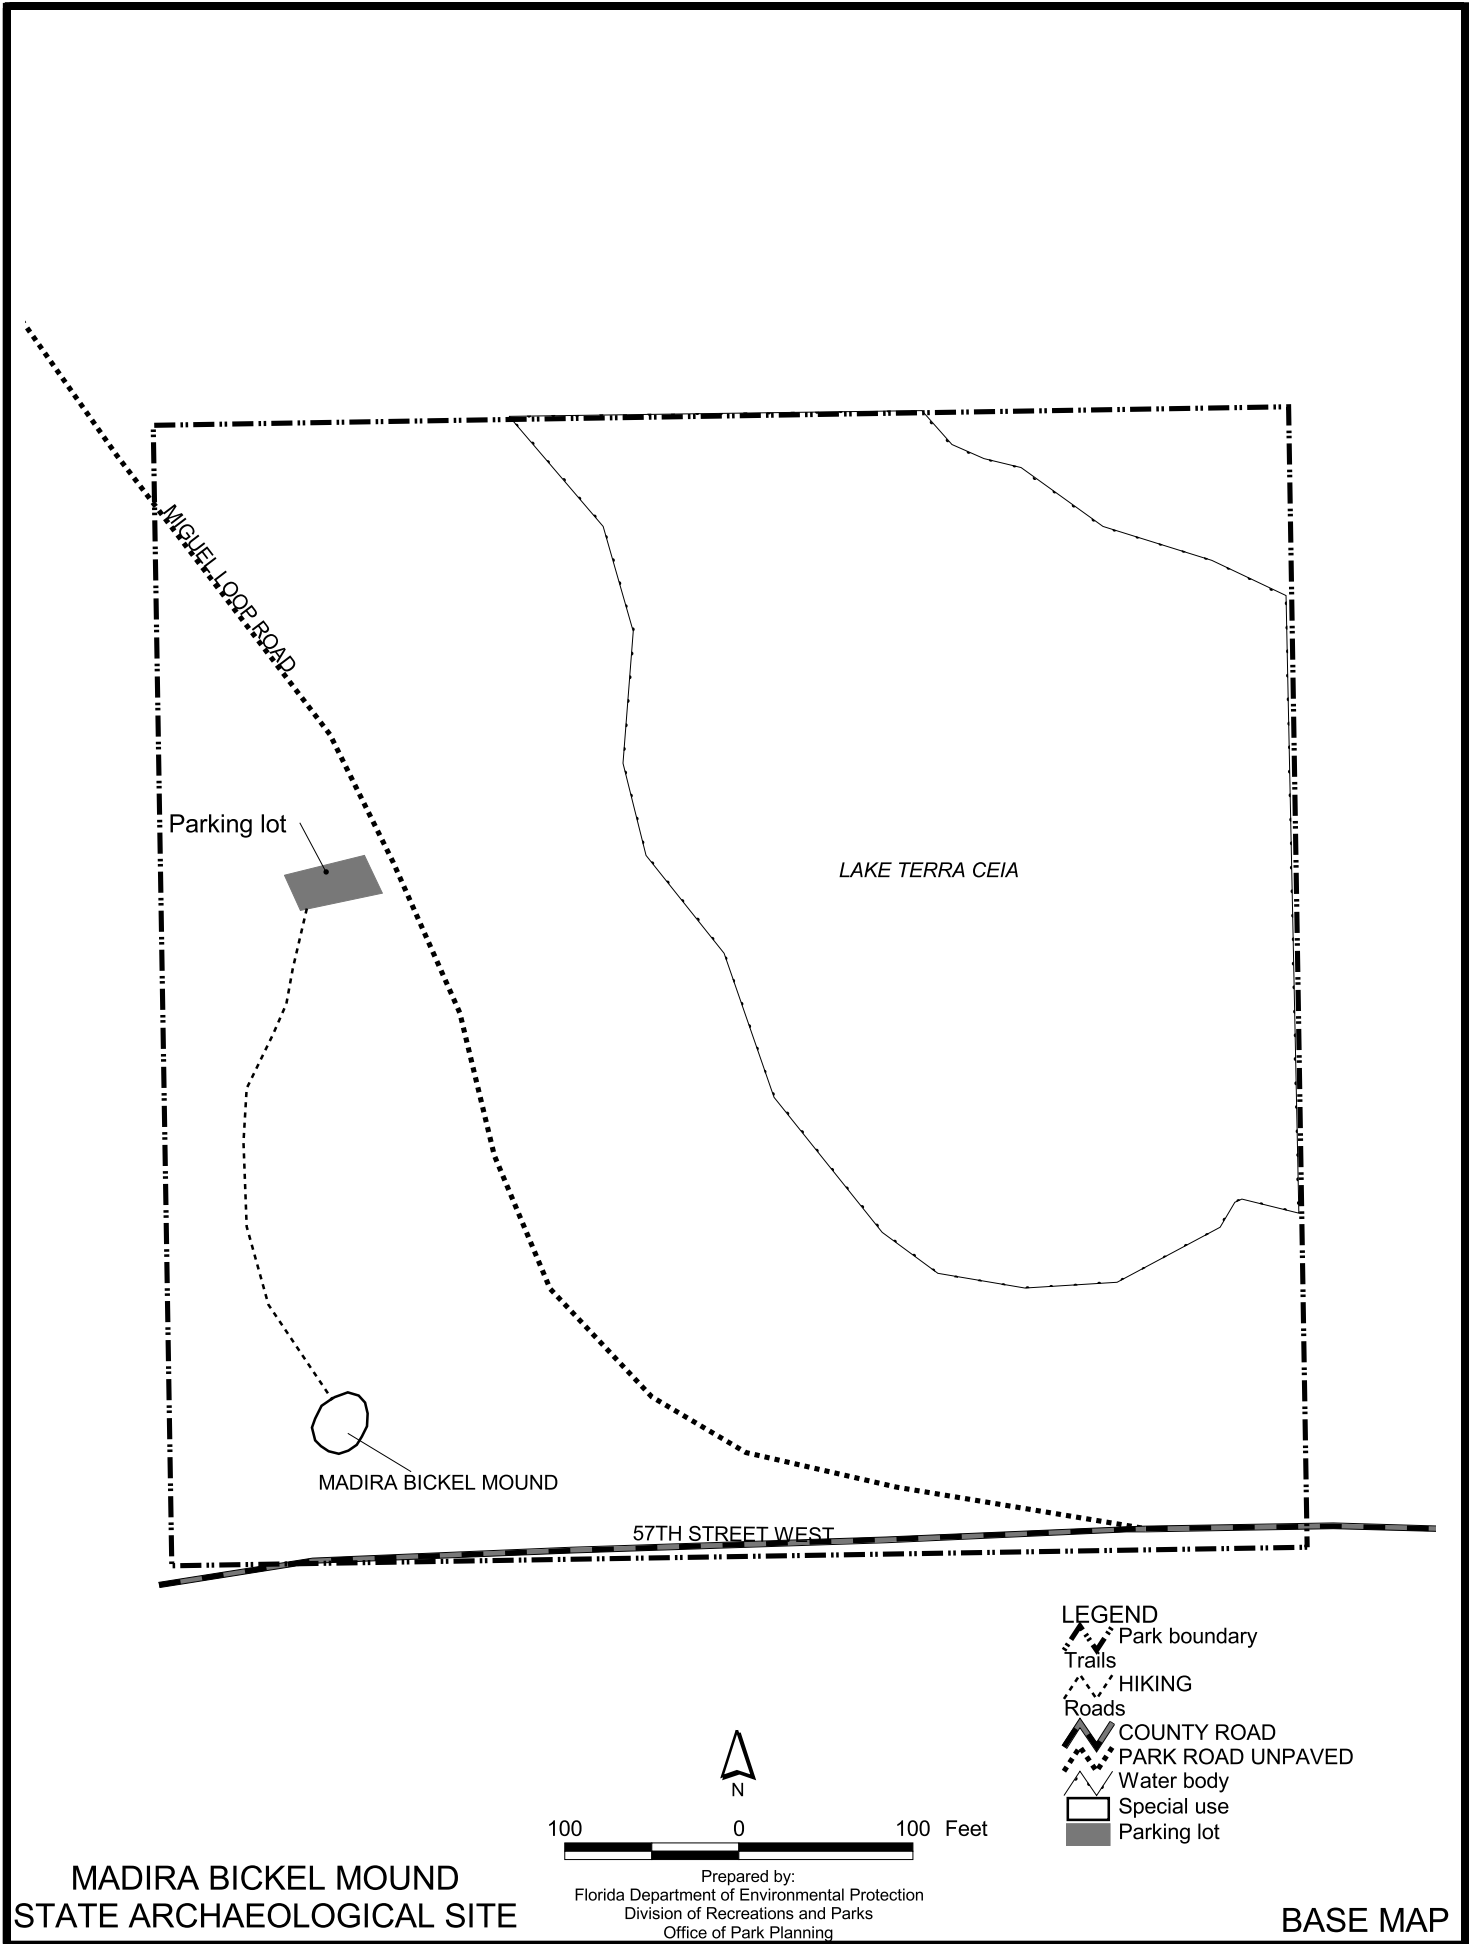 MIGUEL LOOP ROAD
Parking lot
LAKE TERRA CEIA
MADIRA BICKEL MOUND
57TH STREET WEST
LEGEND
Park boundary
Trails
HIKING
Roads
COUNTY ROAD
PARK ROAD UNPAVED
Water body
Special use
Parking lot
N
100 0 100 Feet
Prepared by:
Florida Department of Environmental Protection
Division of Recreations and Parks
Office of Park Planning
MADIRA BICKEL MOUND
STATE ARCHAEOLOGICAL SITE
BASE MAP